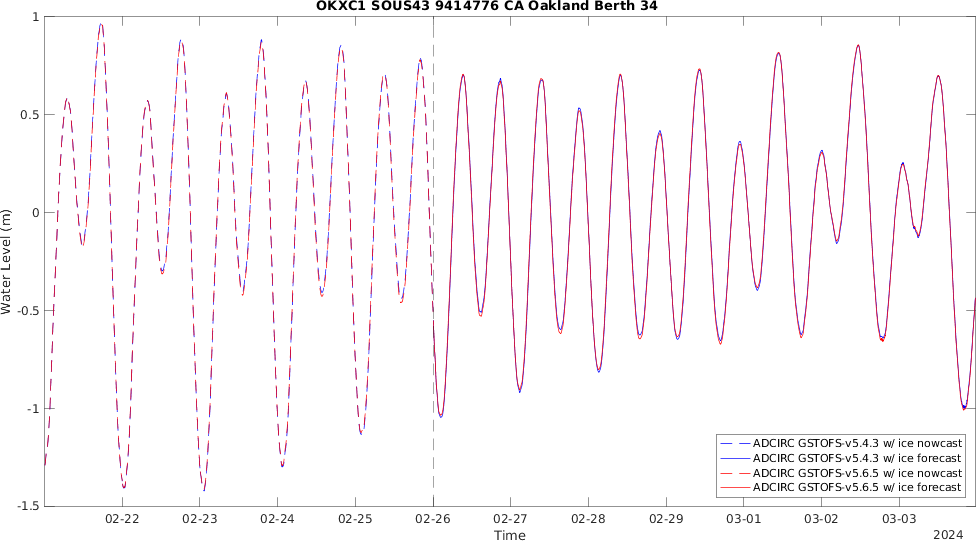 OKXC1 SOUS43 9414776 CA Oakland Berth 34
1
0.5
0
-0.5
-1
-1.5
Water Level (m)
02-22 02-23 02-24 02-25 02-26 02-27 02-28 02-29 03-01 03-02 03-03
Time
2024
ADCIRC GSTOFS-v5.4.3 w/ ice nowcast
ADCIRC GSTOFS-v5.4.3 w/ ice forecast
ADCIRC GSTOFS-v5.6.5 w/ ice nowcast
ADCIRC GSTOFS-v5.6.5 w/ ice forecast